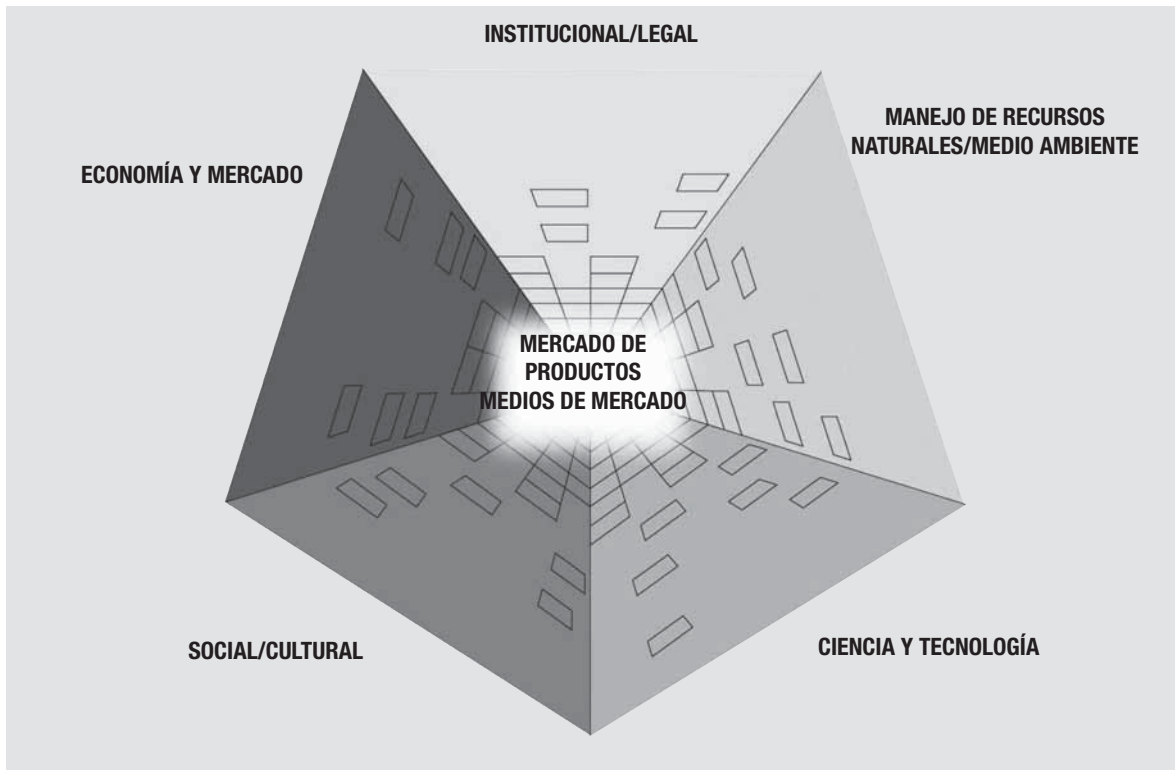 INSTITUCIONAL/LEGAL
MANEJO DE RECURSOS
NATURALES/MEDIO AMBIENTE
ECONOMÍA Y MERCADO
MERCADO DE
PRODUCTOS
MEDIOS DE MERCADO
SOCIAL/CULTURAL
CIENCIA Y TECNOLOGÍA